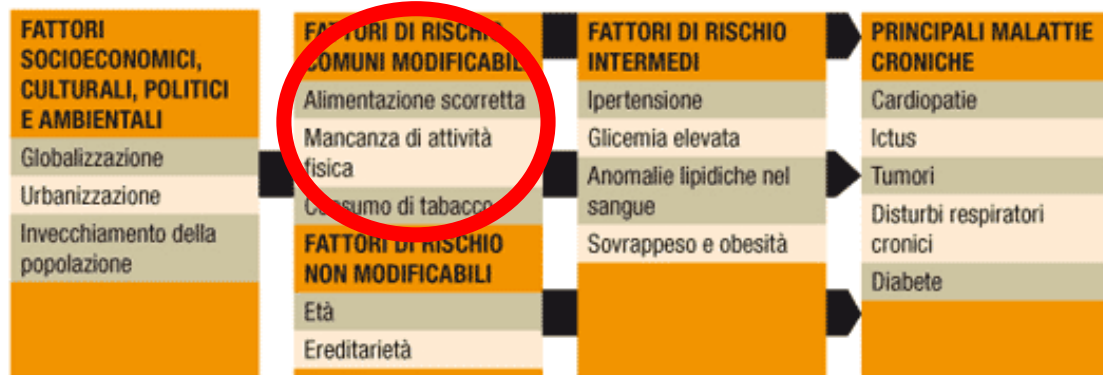 FATTORI
SOCIOECONOMICI,
CULTURALI, POLITICI
E AMBIENTALI
Globalizzazione
Urbanizzazione
Invecchiamento della
popolazione
FATTORI DI RISCHIO
COMUNI MODIFICABILI
Alimentazione scorretta
Mancanza di attività
fisica
Consumo di tabacco
FATTORI DI RISCHIO
NON MODIFICABILI
Età
Ereditarietà
FATTORI DI RISCHIO
INTERMEDI
Ipertensione
Glicemia elevata
Anomalie lipidiche nel
sangue
Sovrappeso e obesità
PRINCIPALI MALATTIE
CRONICHE
Cardiopatie
Ictus
Tumori
Disturbi respiratori
cronici
Diabete